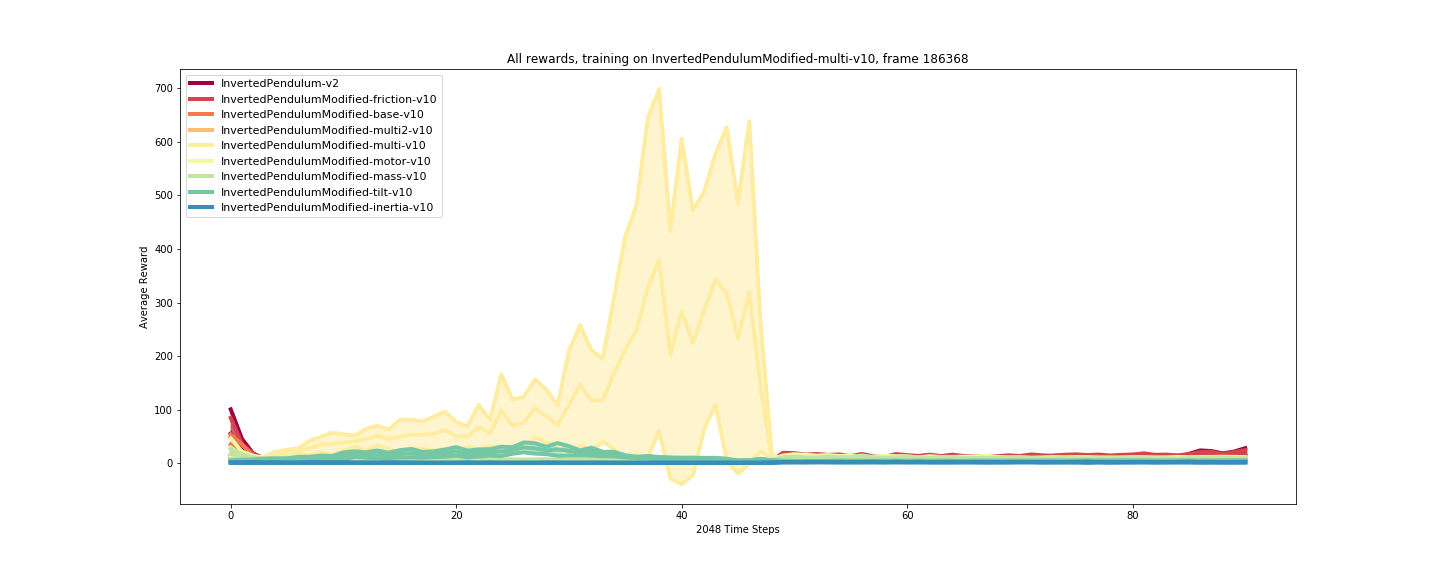 All rewards, training on InvertedPendulumModified-multi-v10, frame 186368
InvertedPendulum-v2
InvertedPendulumModified-friction-v10
InvertedPendulumModified-base-v10
InvertedPendulumModified-multi2-v10
InvertedPendulumModified-multi-v10
InvertedPendulumModified-motor-v10
InvertedPendulumModified-mass-v10
InvertedPendulumModified-tilt-v10
InvertedPendulumModified-inertia-v10
Average Reward
700
600
500
400
300
200
100
0
0 20 40 60 80
2048 Time Steps